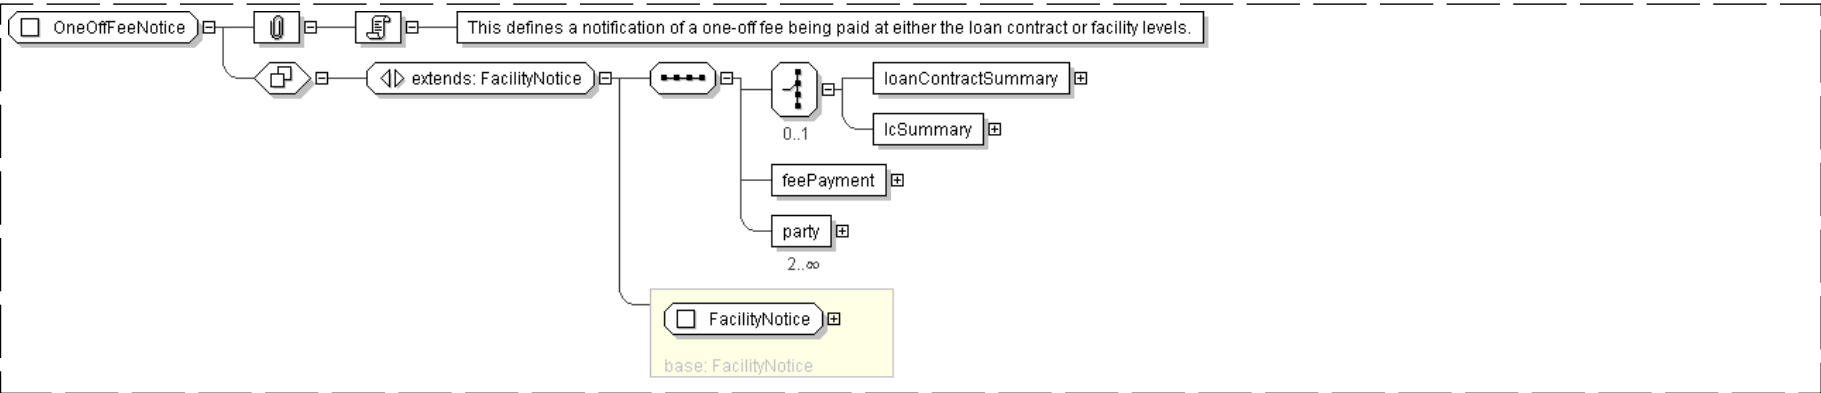 OneOffFeeNotice
This defines a notification of a one-off fee being paid at either the loan contract or facility levels.
extends: FacilityNotice
loanContractSummary
0..1
lcSummary
feePayment
party
2..∞
FacilityNotice
base: FacilityNotice